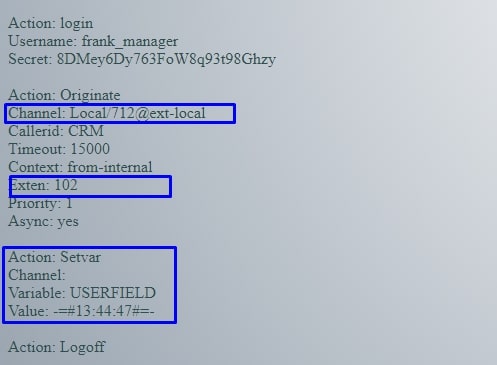 Action: login
Username: frank_manager
Secret: 8DMey6Dy763FoW8q93t98Ghzy
Action: Originate
Channel: Local/712@ext-local
Callerid: CRM
Timeout: 15000
Context: from-internal
Exten: 102
Priority: 1
Async: yes
Action: Setvar
Channel:
Variable: USERFIELD
Value: -=#13:44:47#=-
Action: Logoff